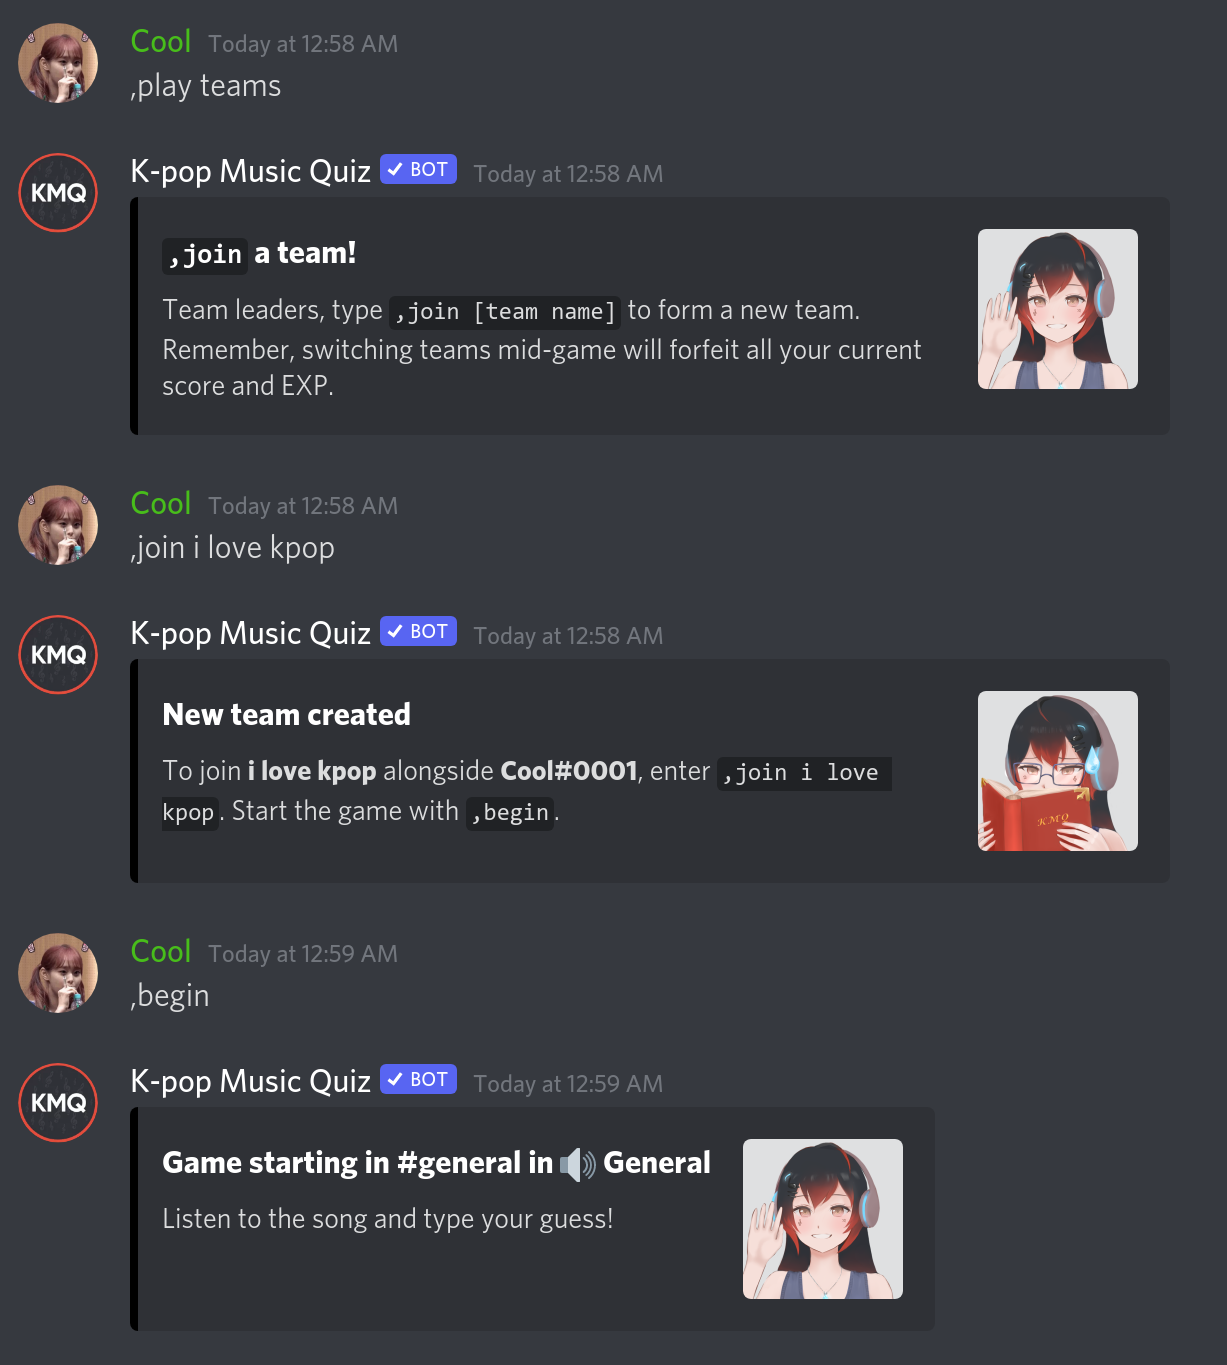 Cool Today at 12:58 AM
,play teams
KMQ
K-pop Music Quiz BOT Today at 12:58 AM
,join a team!
Team leaders, type ,join [team name] to form a new team.
Remember, switching teams mid-game will forfeit all your current
score and EXP.
Cool Today at 12:58 AM
,join i love kpop
KMQ
K-pop Music Quiz BOT Today at 12:58 AM
New team created
To join i love kpop alongside Cool#0001, enter ,join i love
kpop. Start the game with ,begin.
KMQ
Cool Today at 12:59 AM
,begin
KMQ
K-pop Music Quiz BOT Today at 12:59 AM
Game starting in #general in 🔊 General
Listen to the song and type your guess!